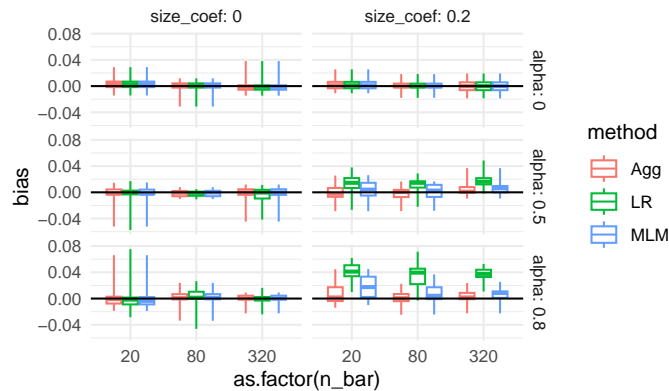 size_coef: 0 size_coef: 0.2
0.08
0.04
0.00
−0.04
alpha: 0
0.08
0.04
0.00
−0.04
alpha: 0.5
0.08
0.04
0.00
−0.04
alpha: 0.8
bias
20 80 320 20 80 320
as.factor(n_bar)
method
Agg
LR
MLM